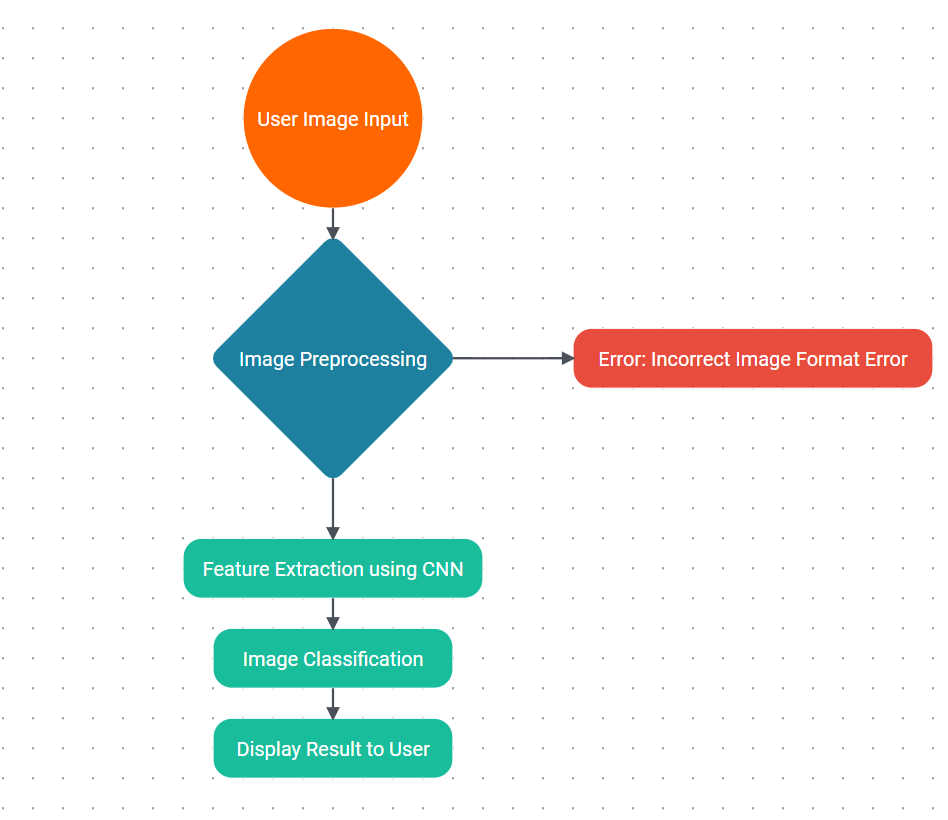 User Image Input
Image Preprocessing
Error: Incorrect Image Format Error
Feature Extraction using CNN
Image Classification
Display Result to User